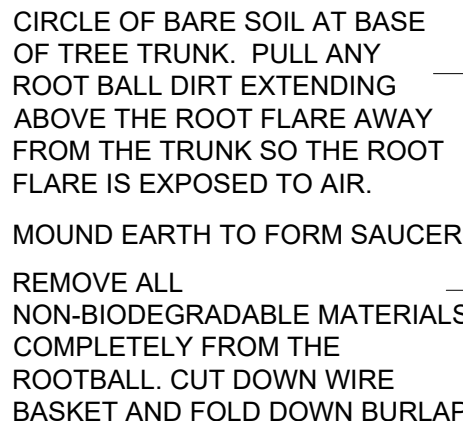 CIRCLE OF BARE SOIL AT BASE
OF TREE TRUNK.  PULL ANY
ROOT BALL DIRT EXTENDING
ABOVE THE ROOT FLARE AWAY
FROM THE TRUNK SO THE ROOT
FLARE IS EXPOSED TO AIR.
MOUND EARTH TO FORM SAUCER
REMOVE ALL
NON-BIODEGRADABLE MATERIALS
COMPLETELY FROM THE
ROOTBALL. CUT DOWN WIRE
BASKET AND FOLD DOWN BURLAP